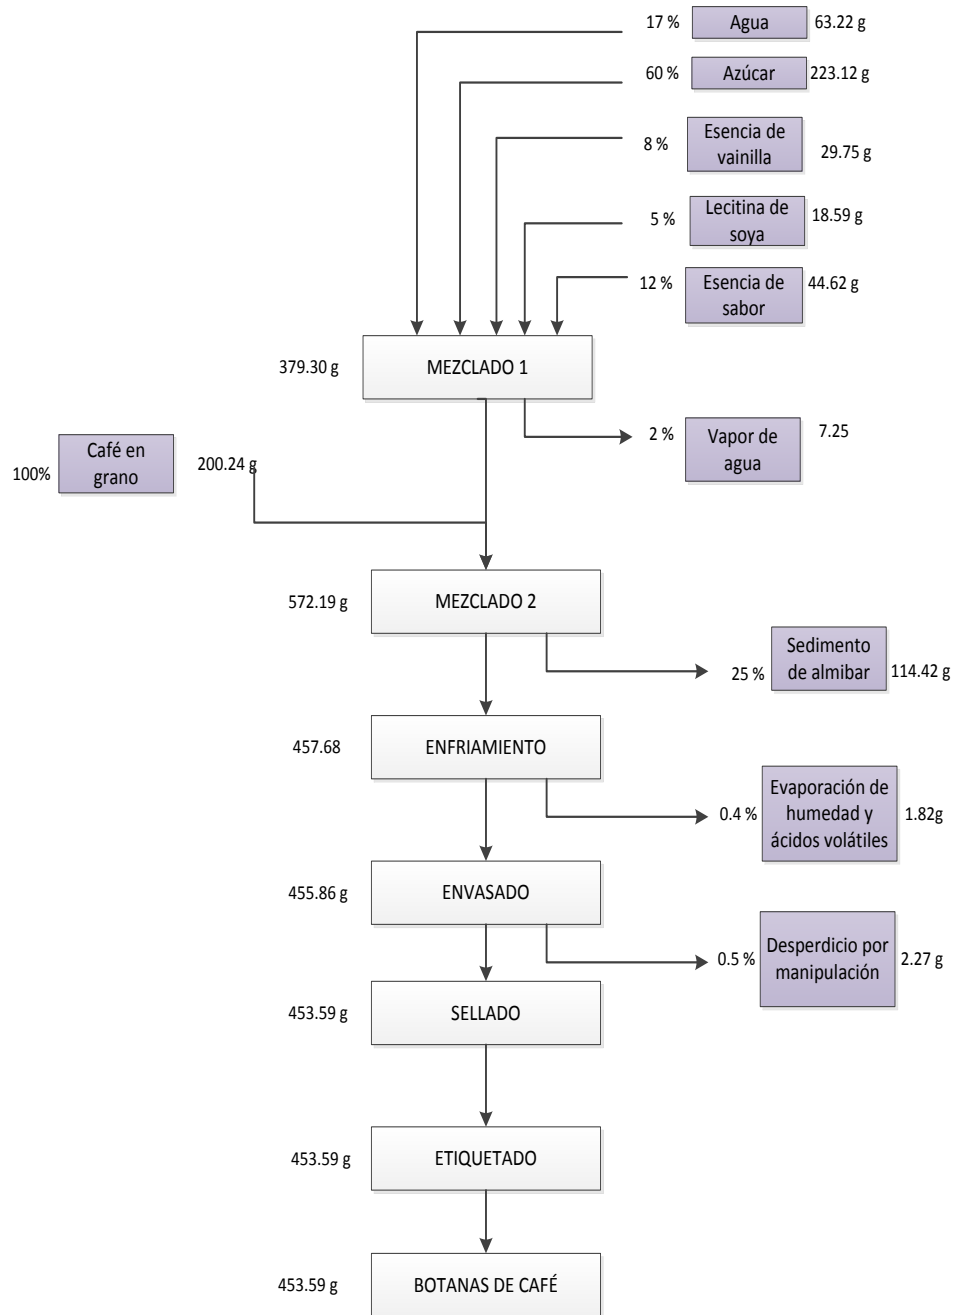 17 %
Agua
63.22 g
60 %
Azúcar
223.12 g
8 %
Esencia de
vainilla
29.75 g
5 %
Lecitina de
soya
18.59 g
12 %
Esencia de
sabor
44.62 g
379.30 g
MEZCLADO 1
2 %
Vapor de
agua
7.25
100%
Café en
grano
200.24 g
572.19 g
MEZCLADO 2
25 %
Sedimento
de almibar
114.42 g
457.68
ENFRIAMIENTO
0.4 %
Evaporación de
humedad y
ácidos volátiles
1.82g
455.86 g
ENVASADO
0.5 %
Desperdicio por
manipulación
2.27 g
453.59 g
SELLADO
453.59 g
ETIQUETADO
453.59 g
BOTANAS DE CAFÉ